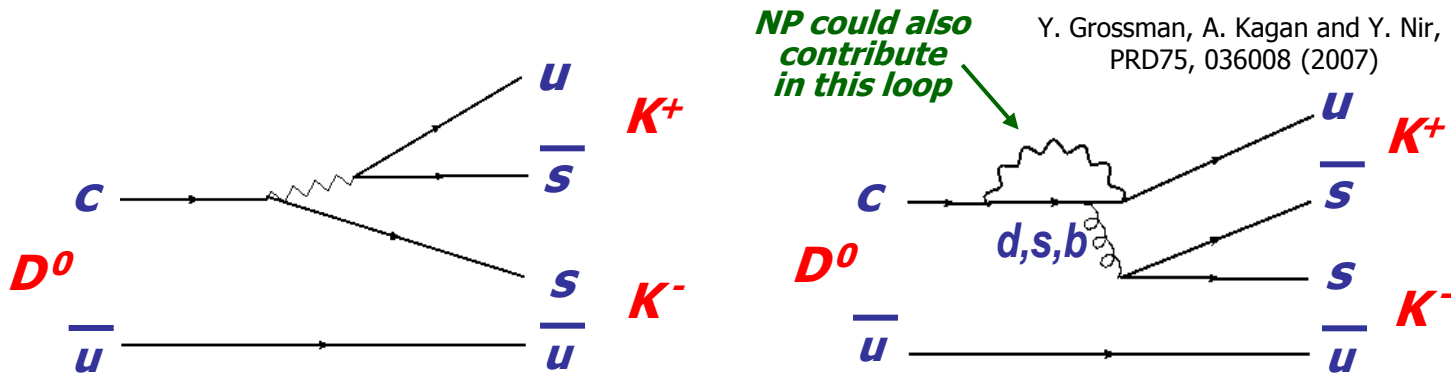 NP could also
contribute
in this loop
Y. Grossman, A. Kagan and Y. Nir,
PRD75, 036008 (2007)
u
K⁺
s̅
c
D⁰
s
K⁻
u̅
u̅
u
K⁺
s̅
c
d,s,b
D⁰
s
K⁻
u̅
u̅